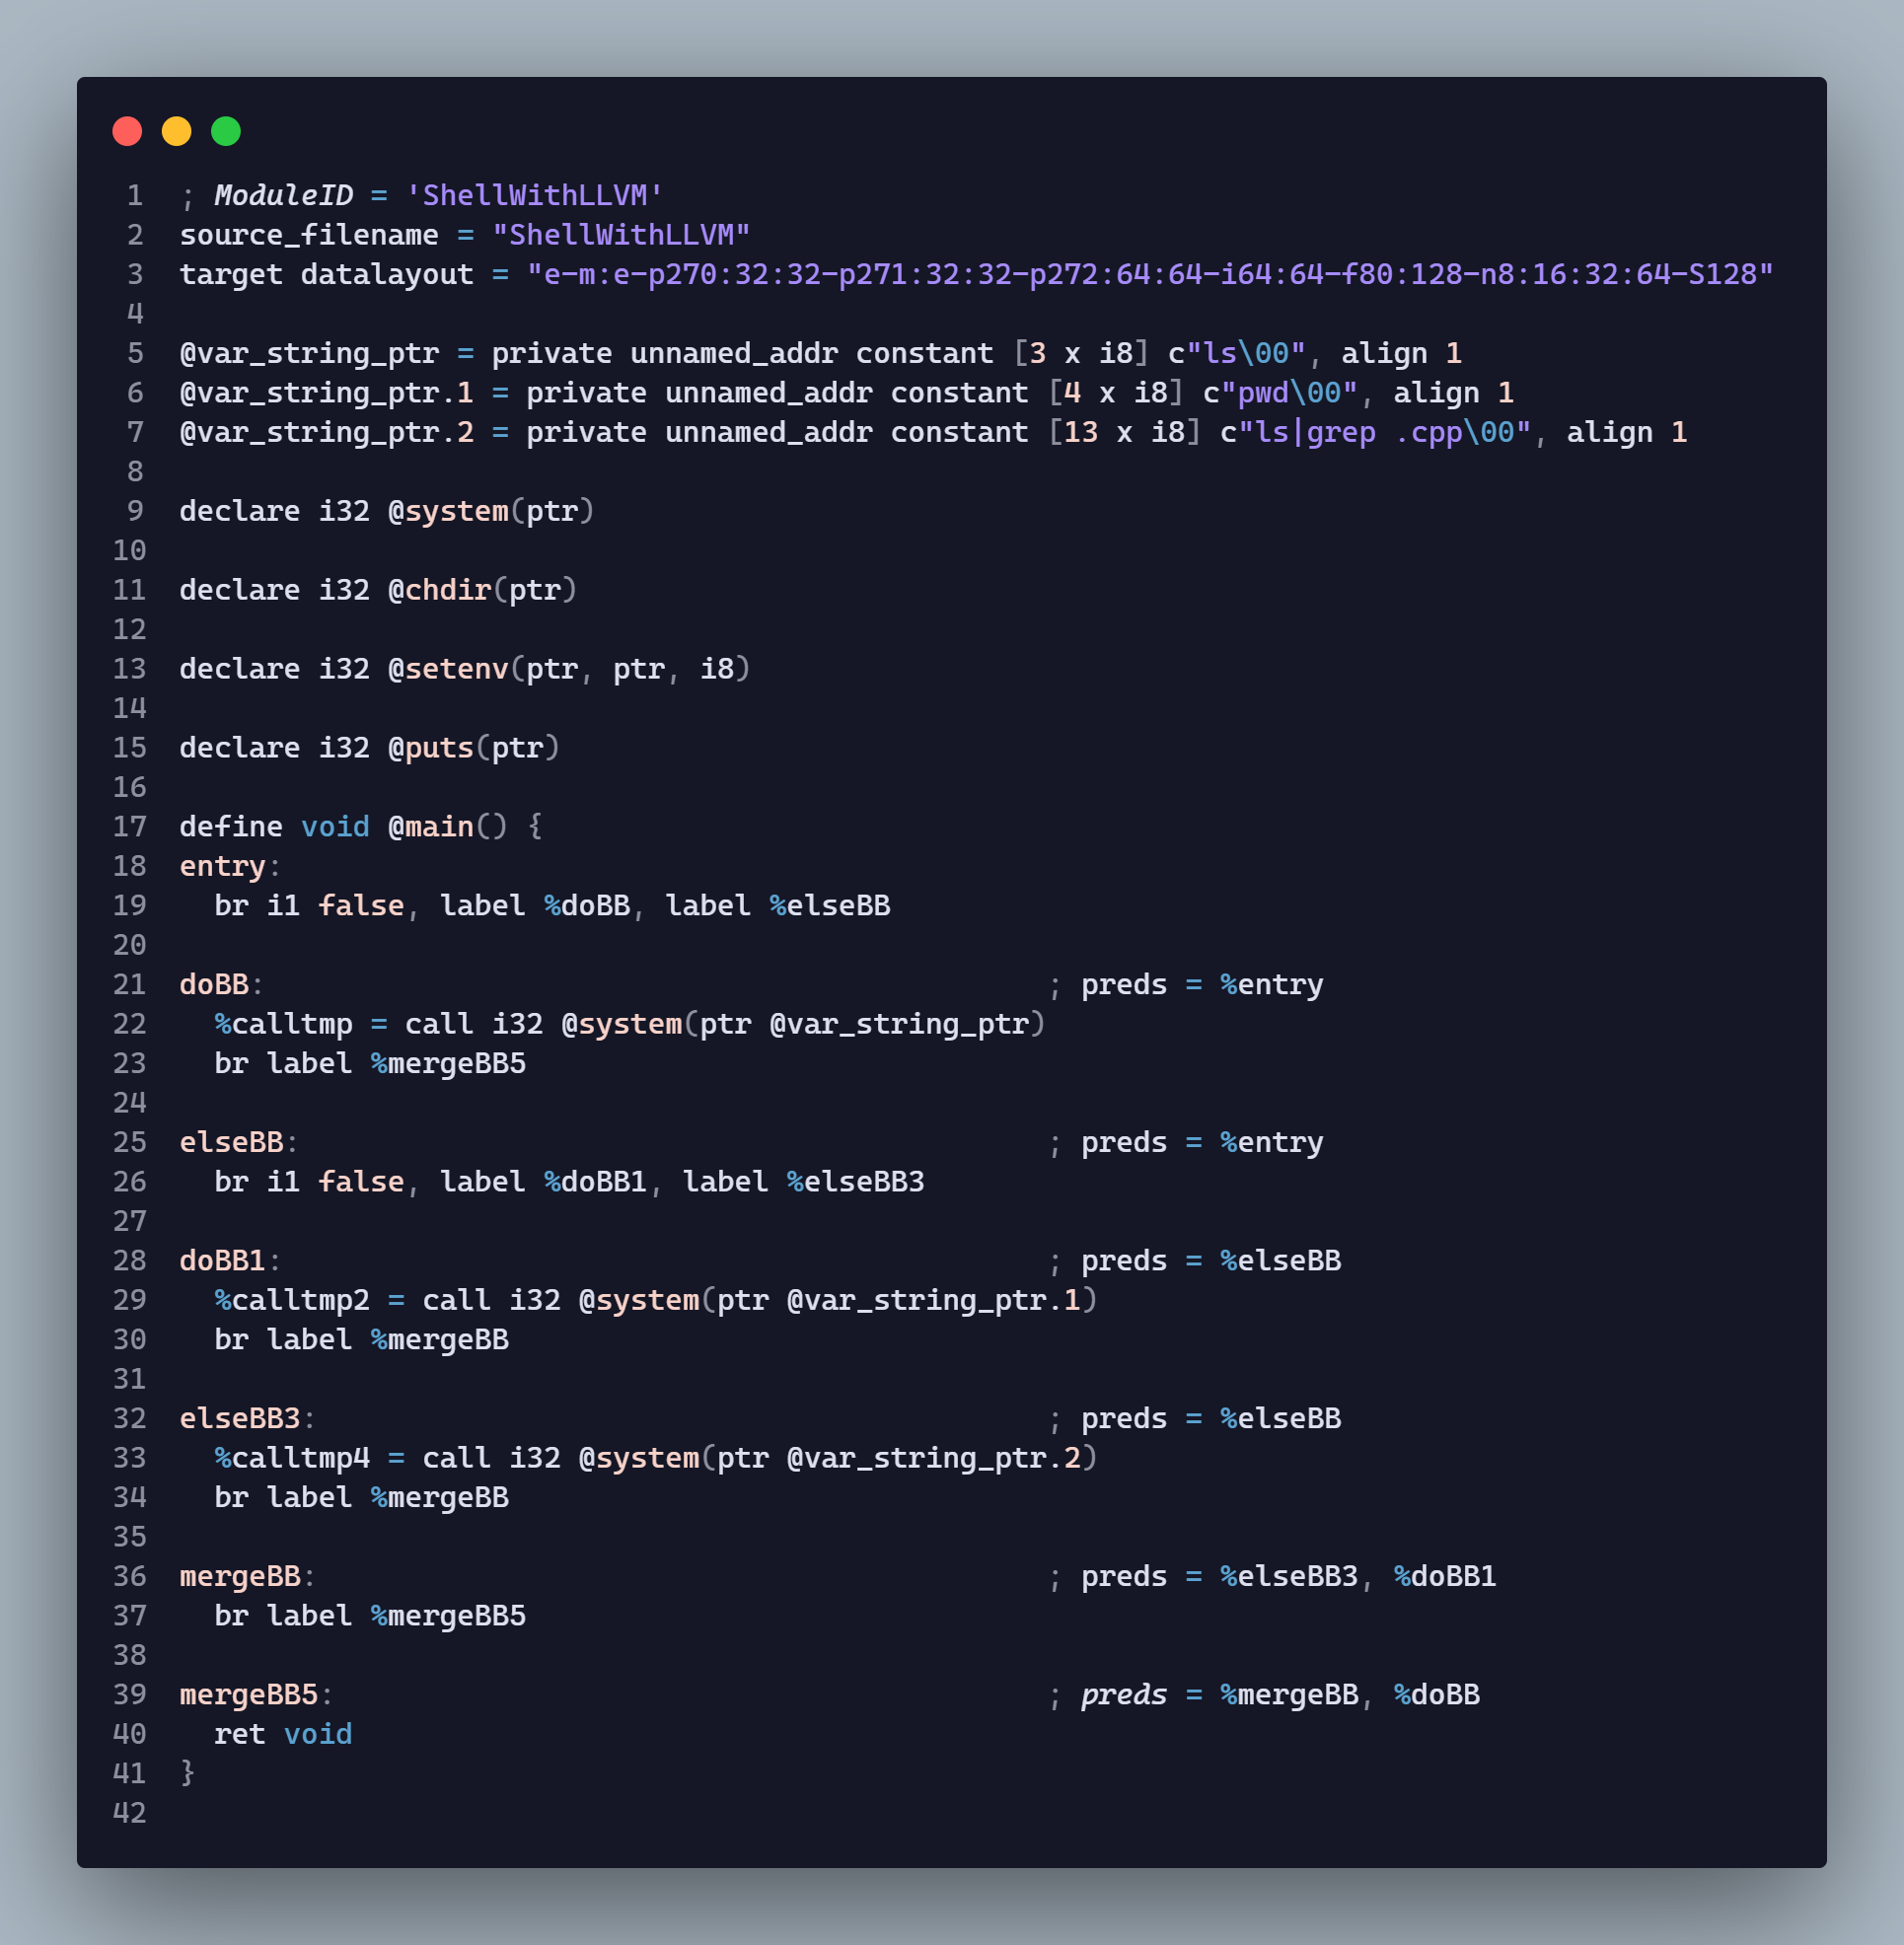 1 ; ModuleID = 'ShellWithLLVM'
2 source_filename = "ShellWithLLVM"
3 target datalayout = "e-m:e-p270:32:32-p271:32:32-p272:64:64-i64:64-f80:128-n8:16:32:64-S128"
4
5 @var_string_ptr = private unnamed_addr constant [3 x i8] c"ls\00", align 1
6 @var_string_ptr.1 = private unnamed_addr constant [4 x i8] c"pwd\00", align 1
7 @var_string_ptr.2 = private unnamed_addr constant [13 x i8] c"ls|grep .cpp\00", align 1
8
9 declare i32 @system(ptr)
10
11 declare i32 @chdir(ptr)
12
13 declare i32 @setenv(ptr, ptr, i8)
14
15 declare i32 @puts(ptr)
16
17 define void @main() {
18 entry:
19   br i1 false, label %doBB, label %elseBB
20
21 doBB:                                             ; preds = %entry
22   %calltmp = call i32 @system(ptr @var_string_ptr)
23   br label %mergeBB5
24
25 elseBB:                                           ; preds = %entry
26   br i1 false, label %doBB1, label %elseBB3
27
28 doBB1:                                            ; preds = %elseBB
29   %calltmp2 = call i32 @system(ptr @var_string_ptr.1)
30   br label %mergeBB
31
32 elseBB3:                                          ; preds = %elseBB
33   %calltmp4 = call i32 @system(ptr @var_string_ptr.2)
34   br label %mergeBB
35
36 mergeBB:                                          ; preds = %elseBB3, %doBB1
37   br label %mergeBB5
38
39 mergeBB5:                                         ; preds = %mergeBB, %doBB
40   ret void
41 }
42